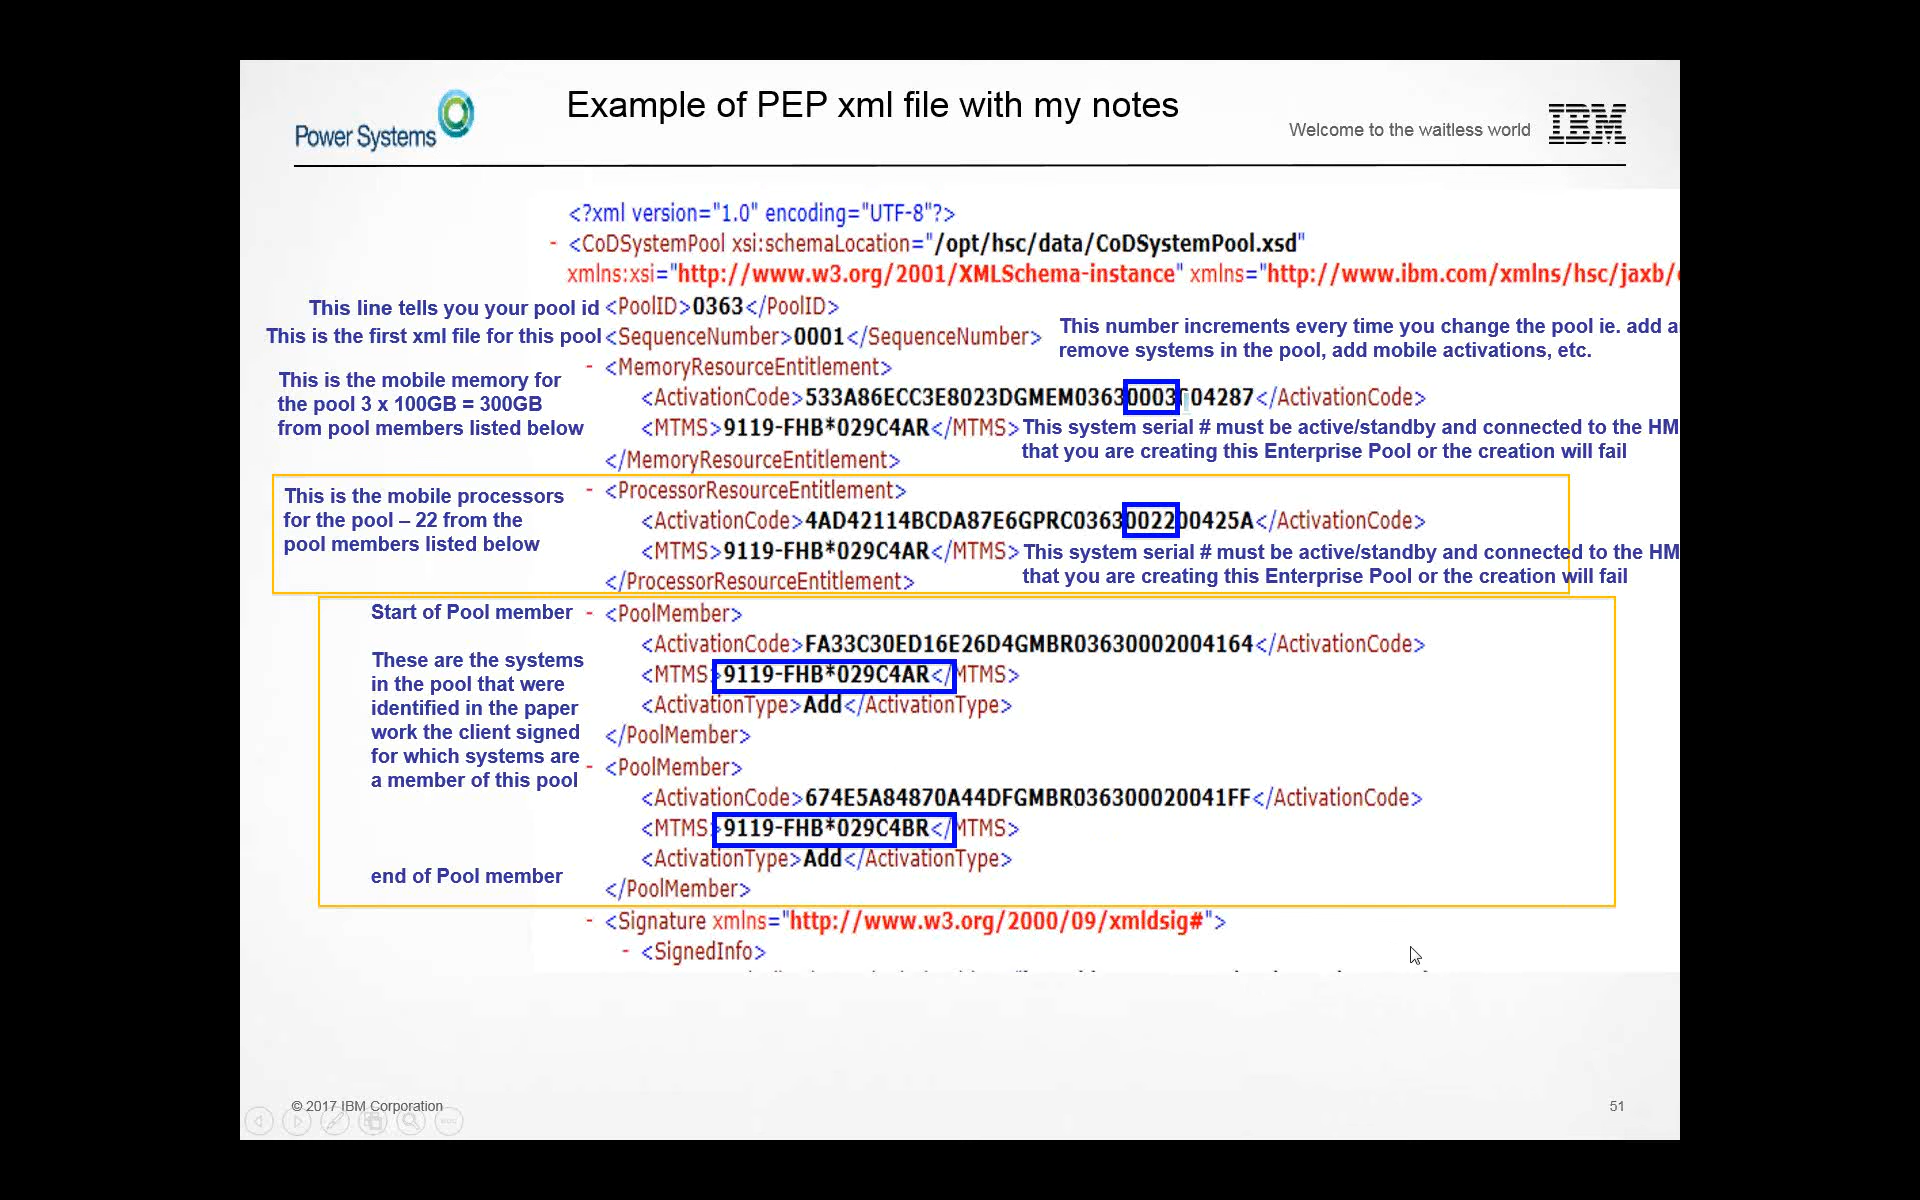 Power Systems
Example of PEP xml file with my notes
Welcome to the waitless world
IBM
<?xml version="1.0" encoding="UTF-8"?>
- <CoDSystemPool xsi:schemaLocation="/opt/hsc/data/CoDSystemPool.xsd"
xmlns:xsi="http://www.w3.org/2001/XMLSchema-instance" xmlns="http://www.ibm.com/xmlns/hsc/jaxb/
This line tells you your pool id <PoolID>0363</PoolID>
This is the first xml file for this pool <SequenceNumber>0001</SequenceNumber>
This number increments every time you change the pool ie. add a
remove systems in the pool, add mobile activations, etc.
- <MemoryResourceEntitlement>
This is the mobile memory for
the pool 3 x 100GB = 300GB
from pool members listed below
<ActivationCode>533A86ECC3E8023DGMEM03630003004287</ActivationCode>
<MTMS>9119-FHB*029C4AR</MTMS>
This system serial # must be active/standby and connected to the HM
that you are creating this Enterprise Pool or the creation will fail
</MemoryResourceEntitlement>
This is the mobile processors
for the pool – 22 from the
pool members listed below
- <ProcessorResourceEntitlement>
<ActivationCode>4AD42114BCDA87E6GPRC0363002200425A</ActivationCode>
<MTMS>9119-FHB*029C4AR</MTMS>
This system serial # must be active/standby and connected to the HM
that you are creating this Enterprise Pool or the creation will fail
</ProcessorResourceEntitlement>
Start of Pool member - <PoolMember>
<ActivationCode>FA33C30ED16E26D4GMBR03630002004164</ActivationCode>
These are the systems
in the pool that were
identified in the paper
work the client signed
for which systems are
a member of this pool
<MTMS>9119-FHB*029C4AR</MTMS>
<ActivationType>Add</ActivationType>
</PoolMember>
- <PoolMember>
<ActivationCode>674E5A84870A44DFGMBR036300020041FF</ActivationCode>
<MTMS>9119-FHB*029C4BR</MTMS>
<ActivationType>Add</ActivationType>
end of Pool member
</PoolMember>
- <Signature xmlns="http://www.w3.org/2000/09/xmldsig#">
- <SignedInfo>
© 2017 IBM Corporation
51